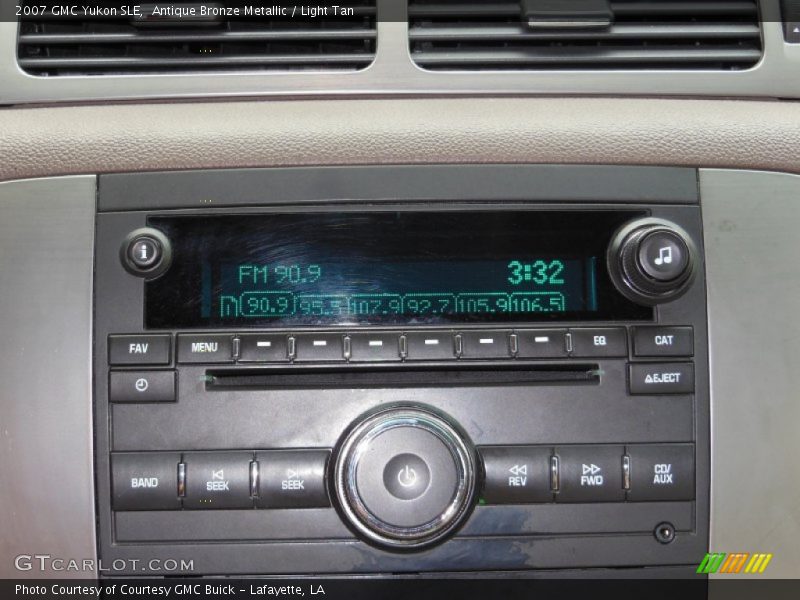 2007 GMC Yukon SLE,  Antique Bronze Metallic / Light Tan
i
FM 90.9 3:32
90.9 95.3 107.9 92.7 105.9 106.5
FAV MENU EQ CAT
EJECT
BAND SEEK SEEK REV FWD CD/AUX
GTCARLOT.COM
Photo Courtesy of Courtesy GMC Buick – Lafayette, LA